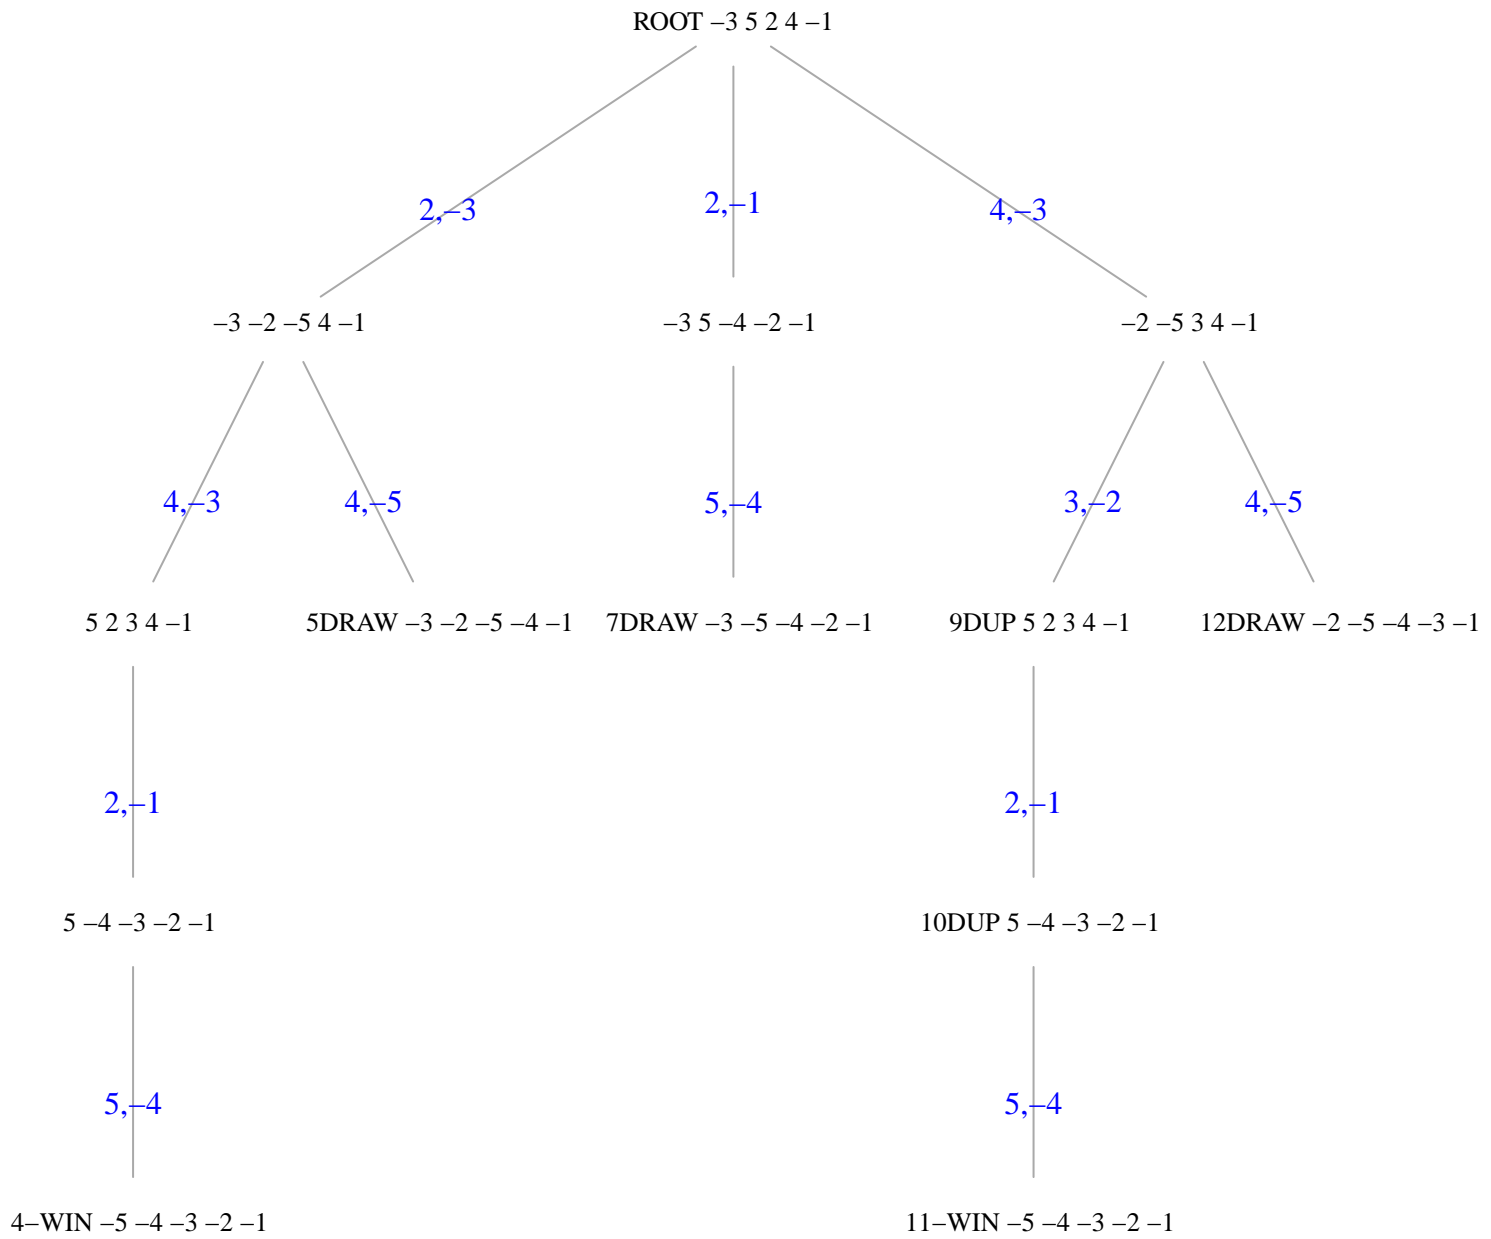 ROOT –3 5 2 4 –1
2,–3
2,–1
4,–3
–3 –2 –5 4 –1
–3 5 –4 –2 –1
–2 –5 3 4 –1
4,–3
4,–5
5,–4
3,–2
4,–5
5 2 3 4 –1
5DRAW –3 –2 –5 –4 –1
7DRAW –3 –5 –4 –2 –1
9DUP 5 2 3 4 –1
12DRAW –2 –5 –4 –3 –1
2,–1
2,–1
5 –4 –3 –2 –1
10DUP 5 –4 –3 –2 –1
5,–4
5,–4
4–WIN –5 –4 –3 –2 –1
11–WIN –5 –4 –3 –2 –1